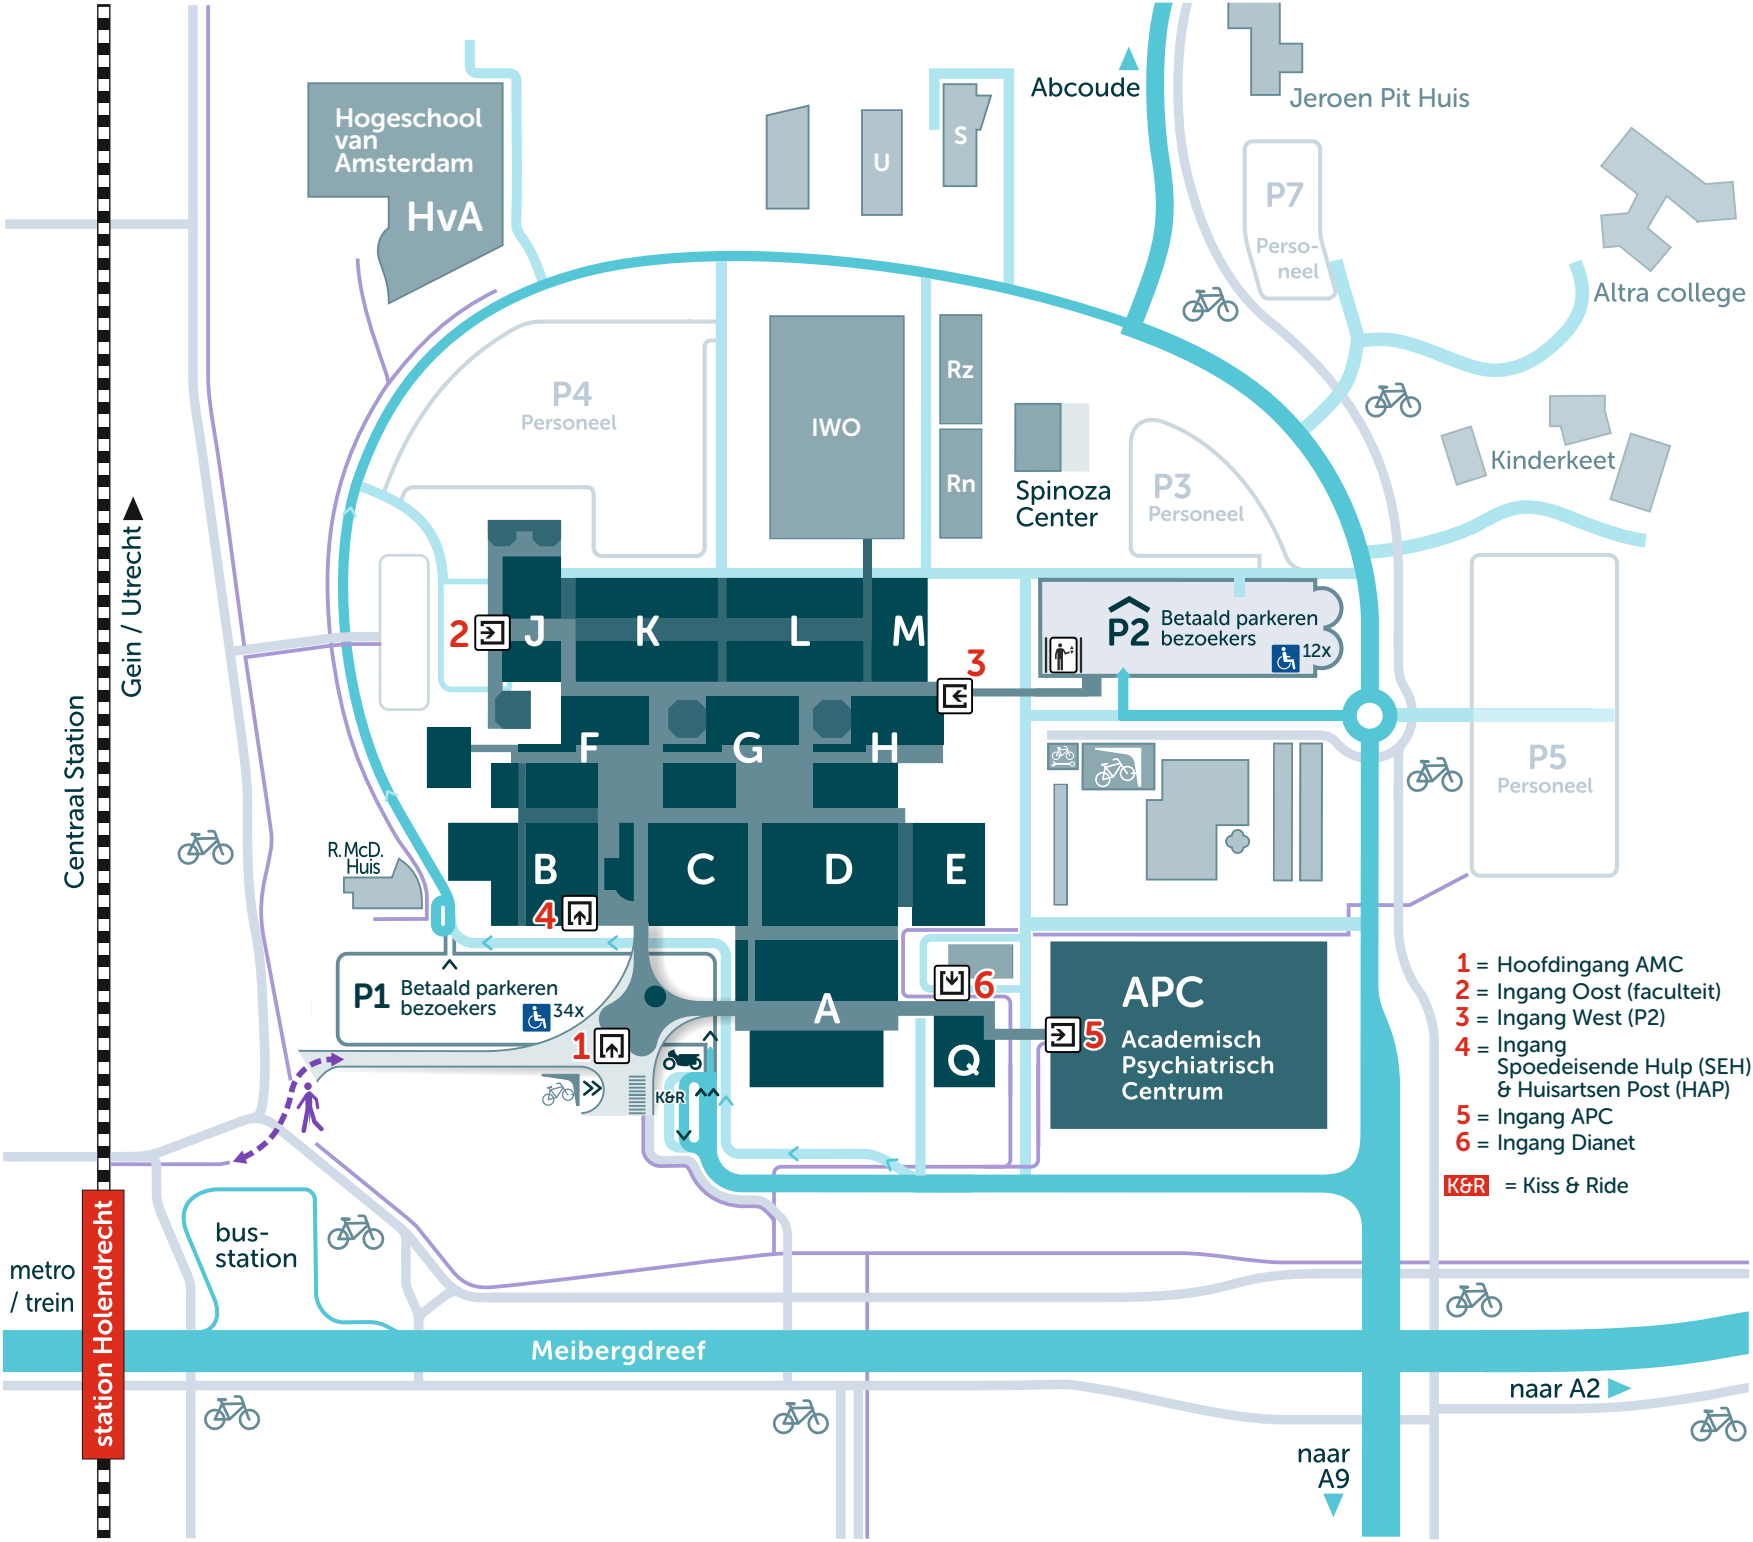 Hogeschool
van
Amsterdam
HvA
U
S
Abcoude
Jeroen Pit Huis
P7
Perso-
neel
Altra college
P4
Personeel
IWO
Rz
Rn
Spinoza
Center
P3
Personeel
Kinderkeet
Gein / Utrecht
Centraal Station
2
J
K
L
M
3
P2
Betaald parkeren
bezoekers
12x
F
G
H
P5
Personeel
R.McD.
Huis
B
C
D
E
4
P1
Betaald parkeren
bezoekers
34x
1
K&R
A
6
Q
5
APC
Academisch
Psychiatrisch
Centrum
1 = Hoofdingang AMC
2 = Ingang Oost (faculteit)
3 = Ingang West (P2)
4 = Ingang
Spoedeisende Hulp (SEH)
& Huisartsen Post (HAP)
5 = Ingang APC
6 = Ingang Dianet
K&R = Kiss & Ride
bus-
station
metro
/ trein
station Holendrecht
Meibergdreef
naar A2
naar
A9